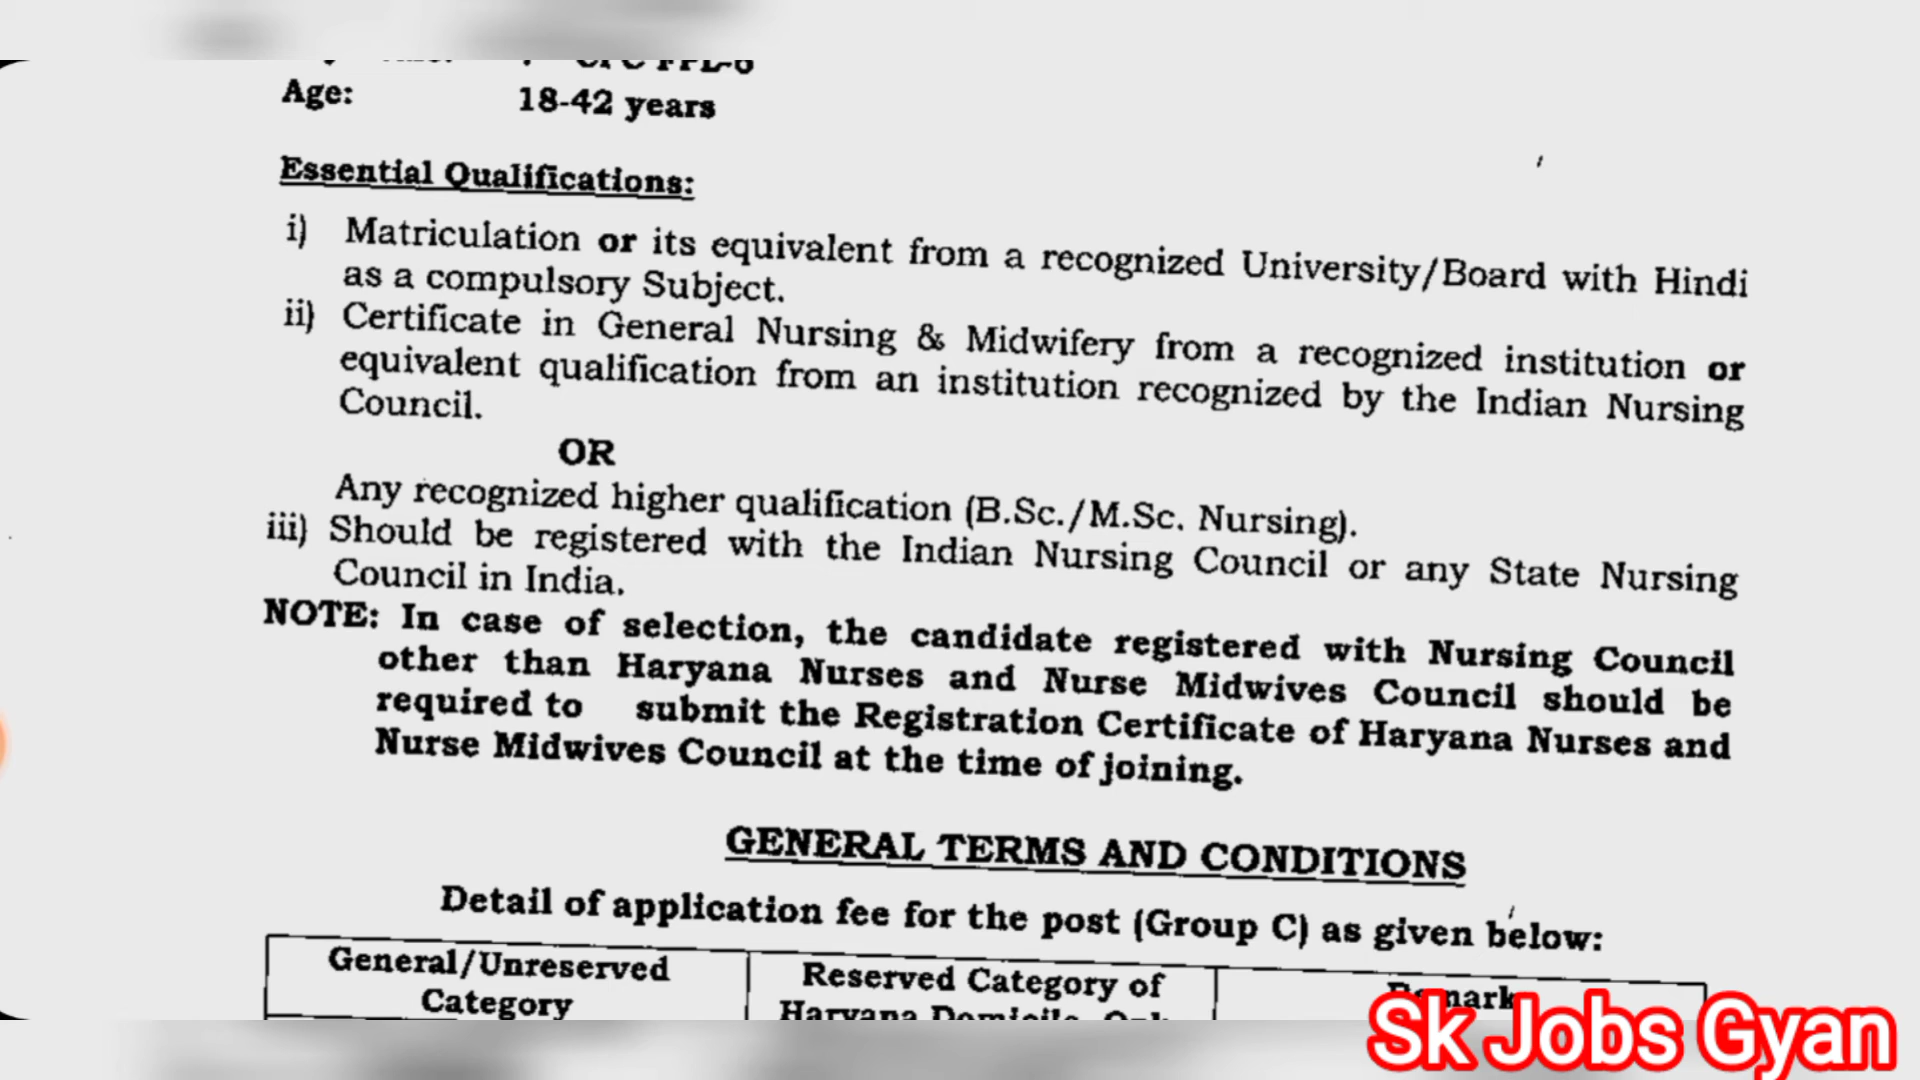 Age: 18-42 years
Essential Qualifications:
i) Matriculation or its equivalent from a recognized University/Board with Hindi
as a compulsory Subject.
ii) Certificate in General Nursing & Midwifery from a recognized institution or
equivalent qualification from an institution recognized by the Indian Nursing
Council.
OR
Any recognized higher qualification (B.Sc./M.Sc. Nursing).
iii) Should be registered with the Indian Nursing Council or any State Nursing
Council in India.
NOTE: In case of selection, the candidate registered with Nursing Council
other than Haryana Nurses and Nurse Midwives Council should be
required to submit the Registration Certificate of Haryana Nurses and
Nurse Midwives Council at the time of joining.
GENERAL TERMS AND CONDITIONS
Detail of application fee for the post (Group C) as given below:
General/Unreserved
Category
Reserved Category of
Haryana Domicile
Sk Jobs Gyan